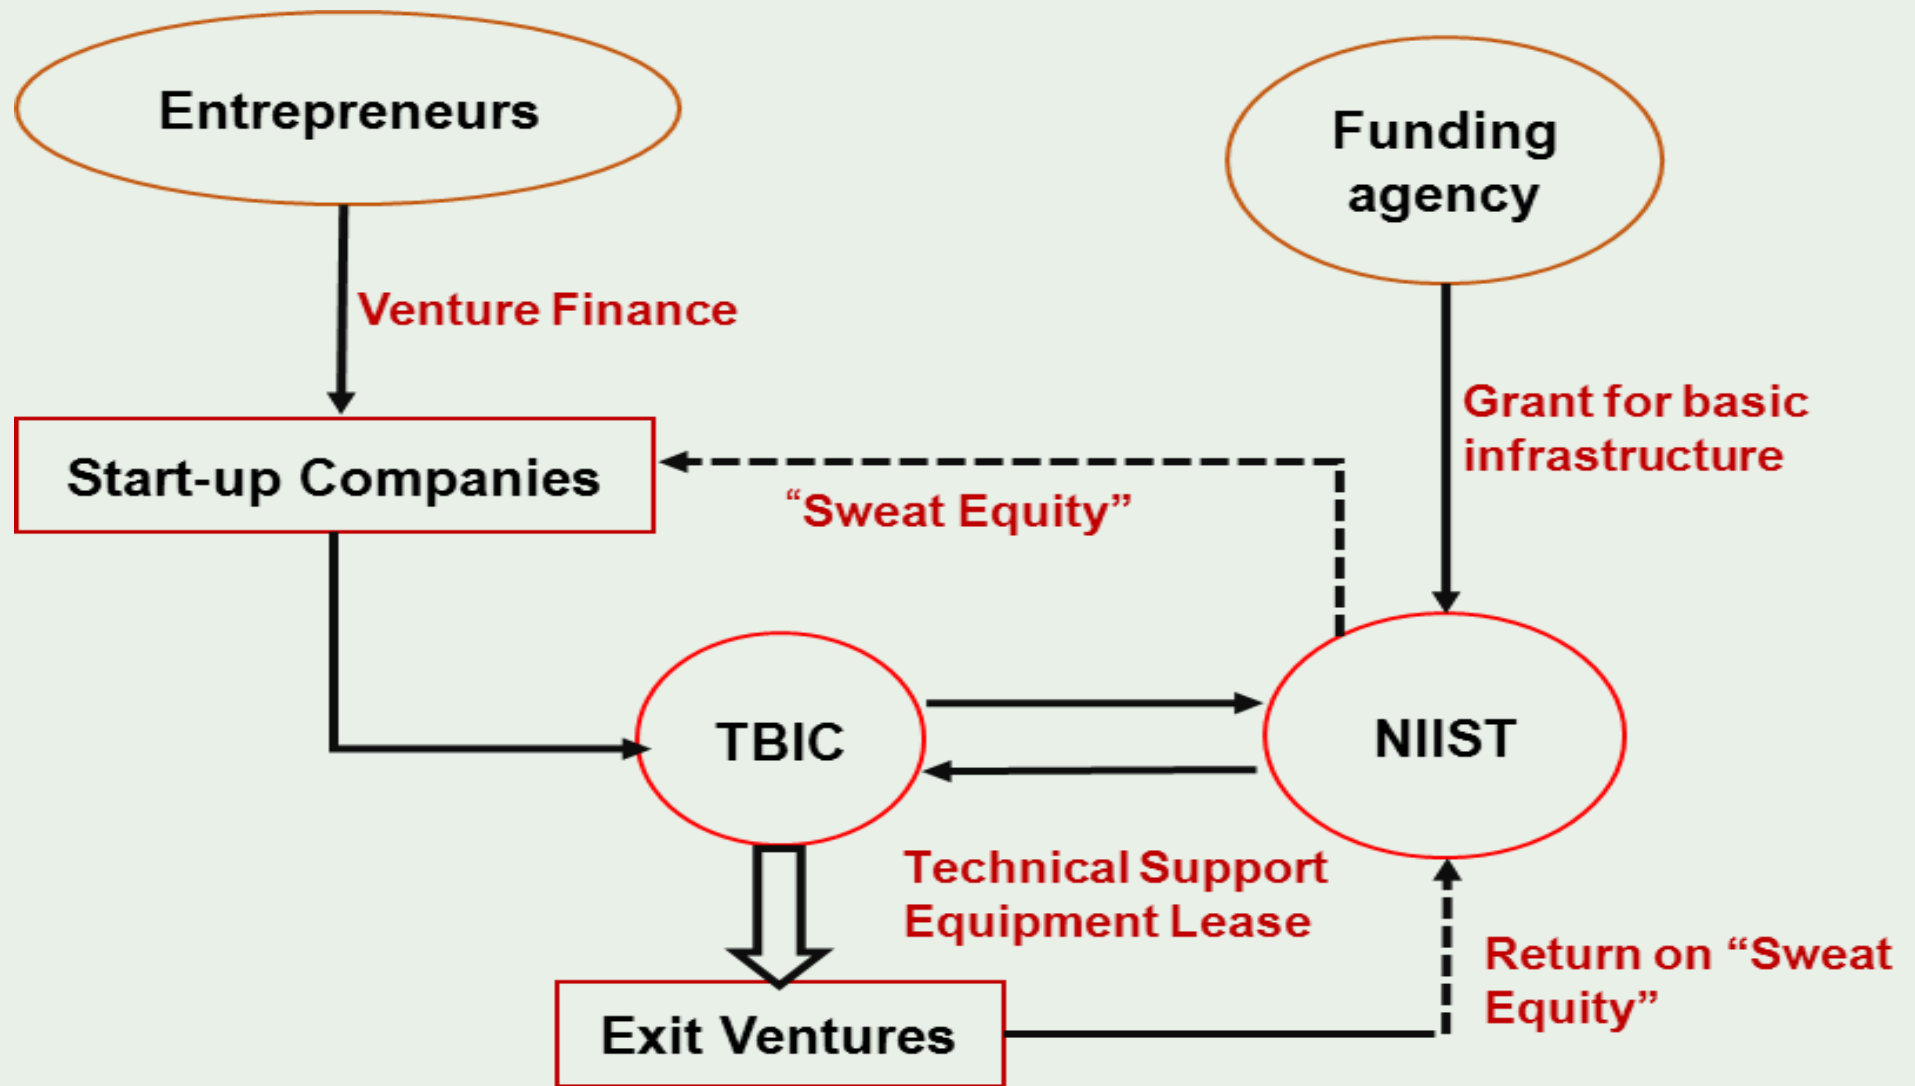 Entrepreneurs
Funding
agency
Venture Finance
Grant for basic
infrastructure
Start-up Companies
“Sweat Equity”
TBIC
NIIST
Technical Support
Equipment Lease
Return on “Sweat
Equity”
Exit Ventures